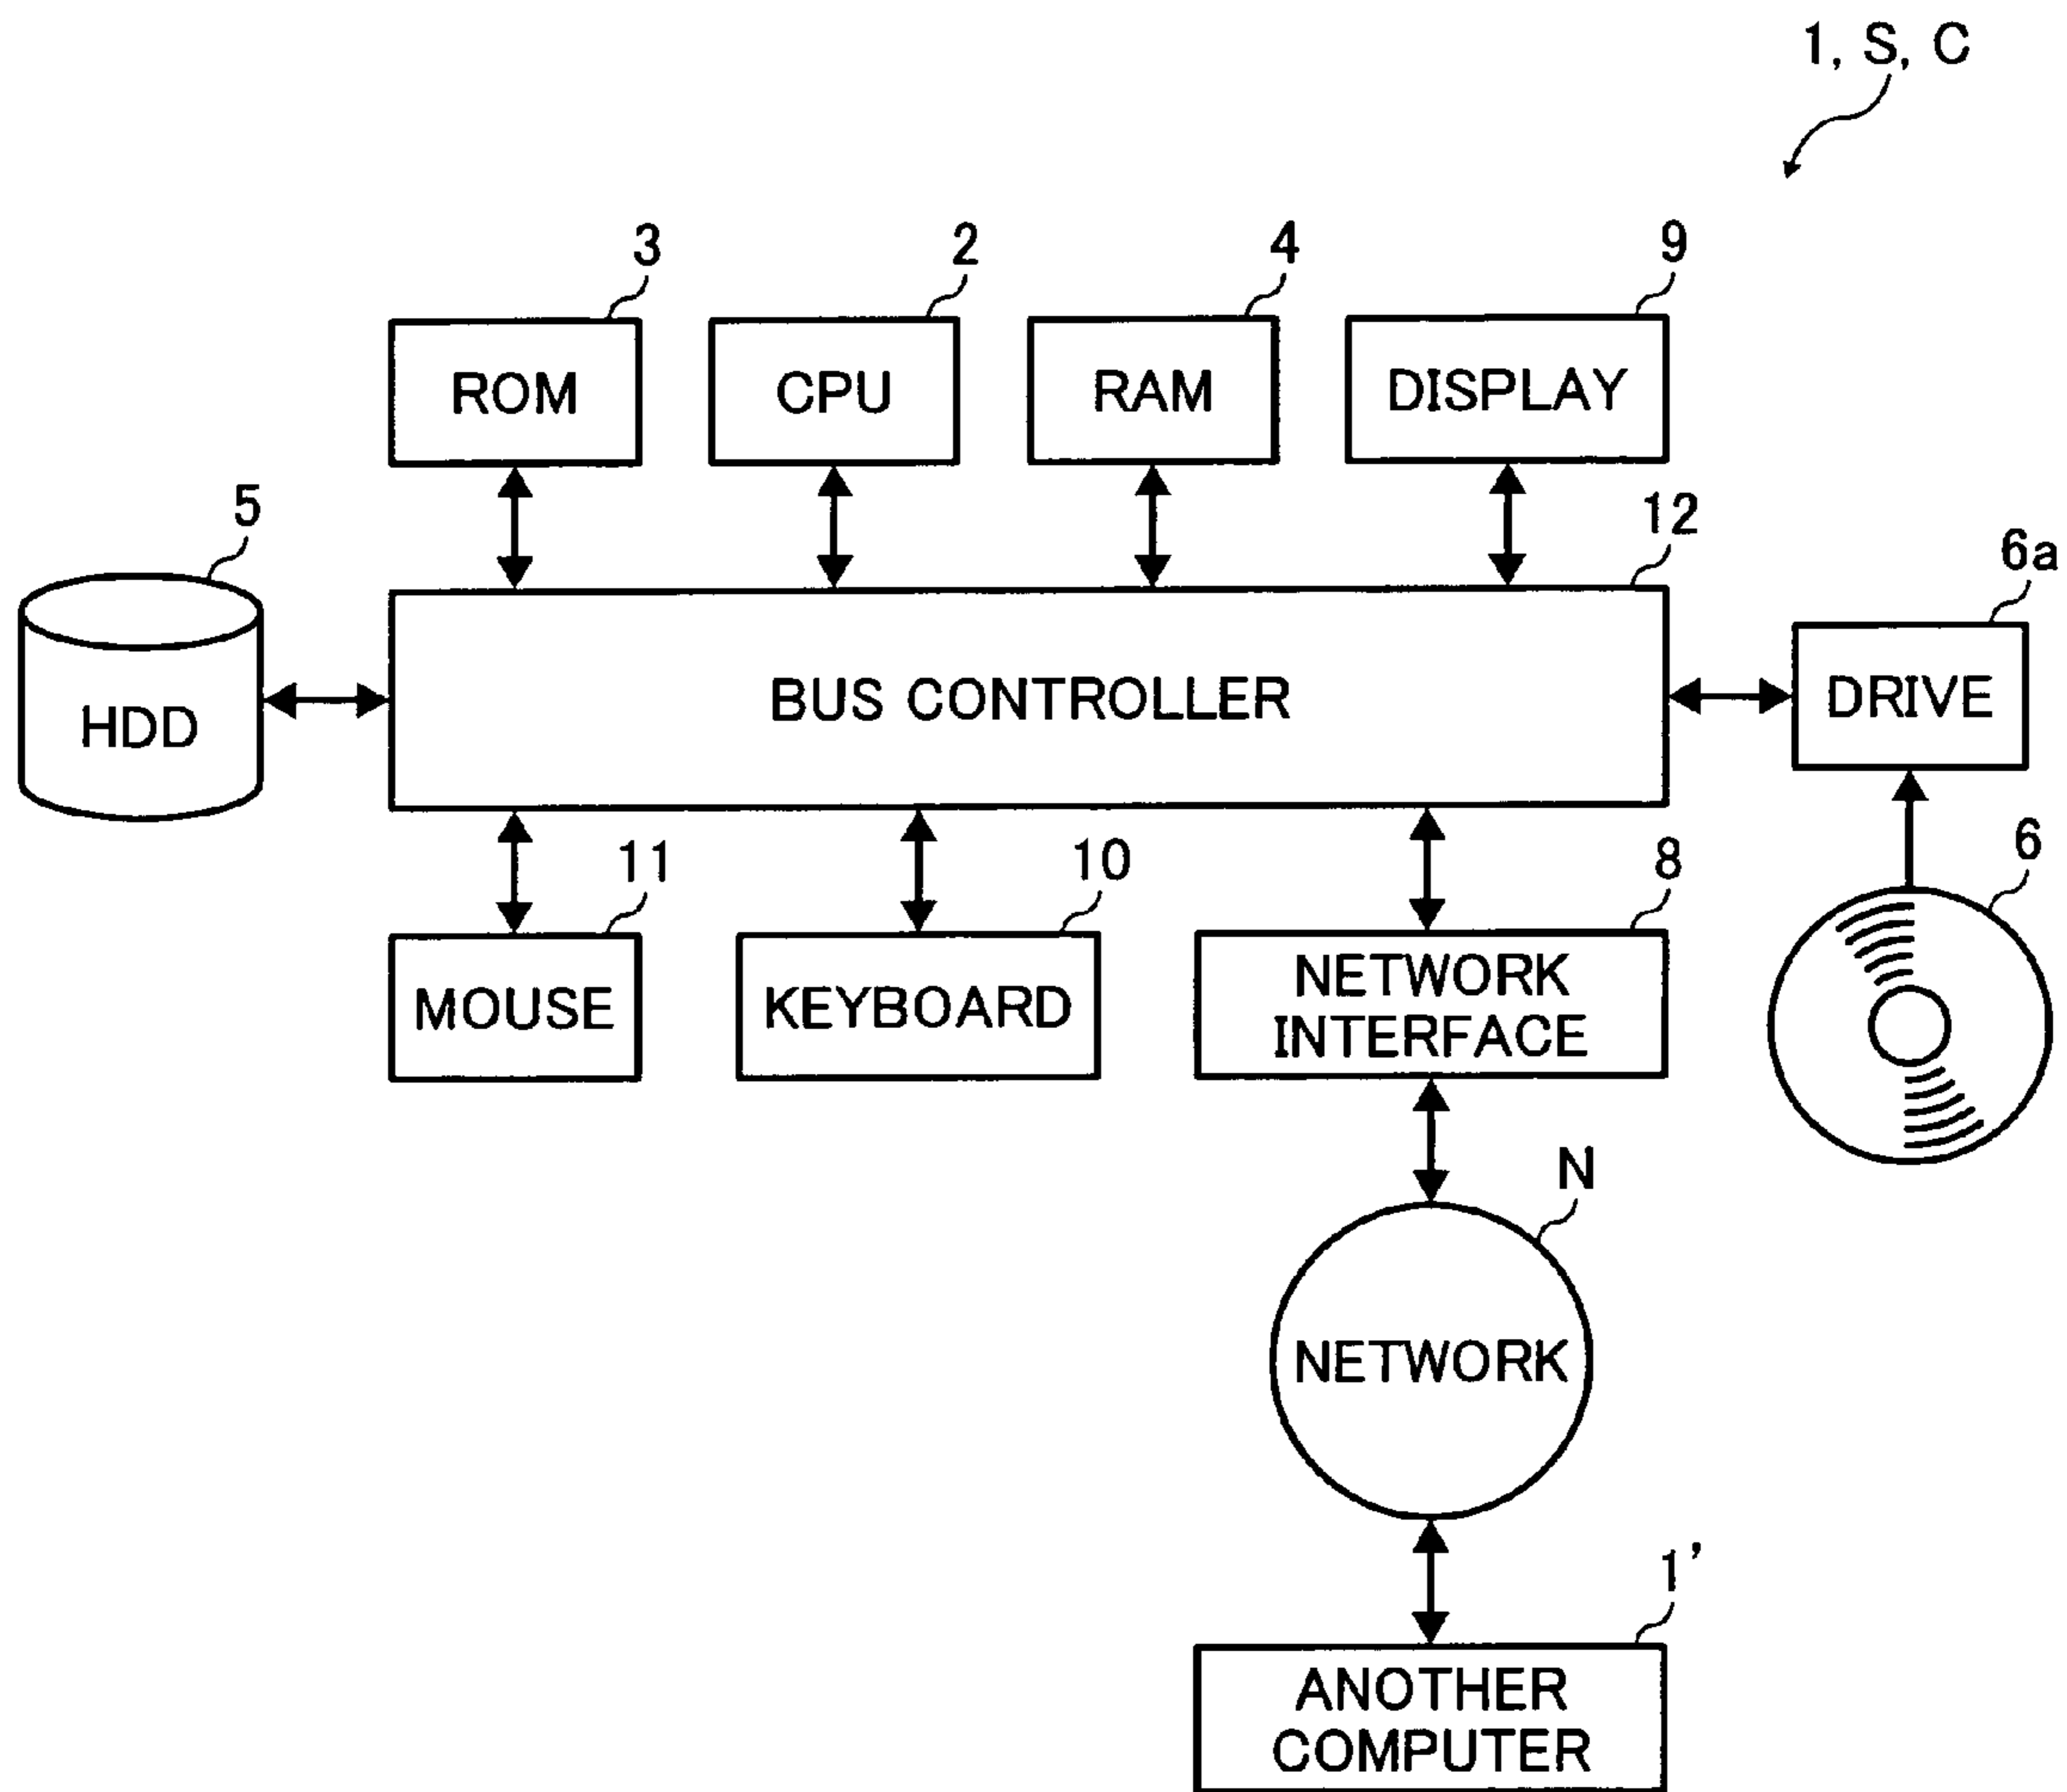 1, S, C
3
2
4
9
ROM
CPU
RAM
DISPLAY
5
12
6a
HDD
BUS CONTROLLER
DRIVE
11
10
8
6
MOUSE
KEYBOARD
NETWORK
INTERFACE
N
NETWORK
1’
ANOTHER
COMPUTER